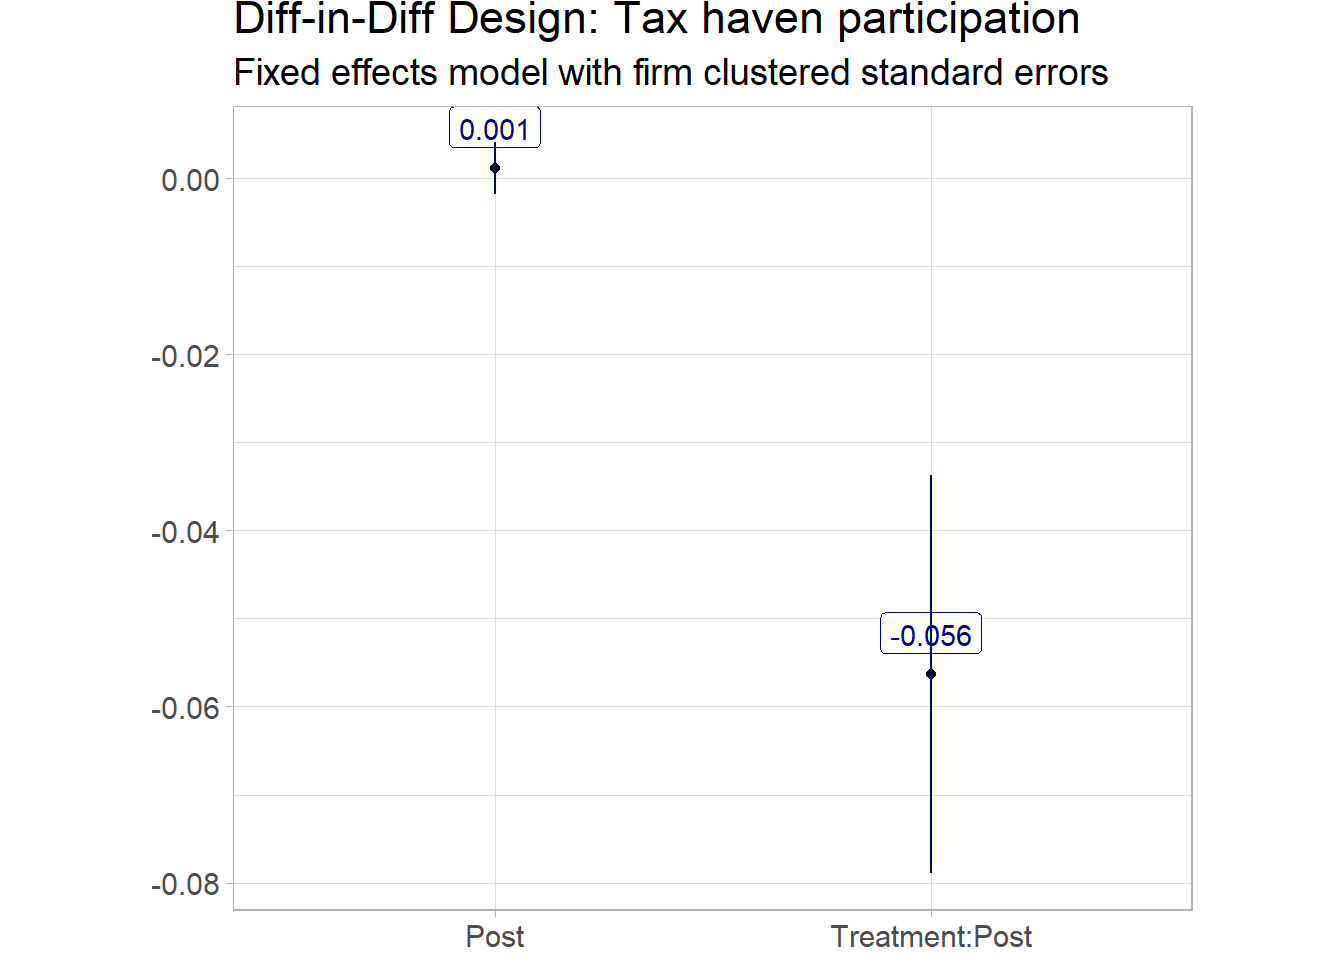 Diff-in-Diff Design: Tax haven participation
Fixed effects model with firm clustered standard errors
0.001
0.00
-0.02
-0.04
-0.056
-0.06
-0.08
Post Treatment:Post